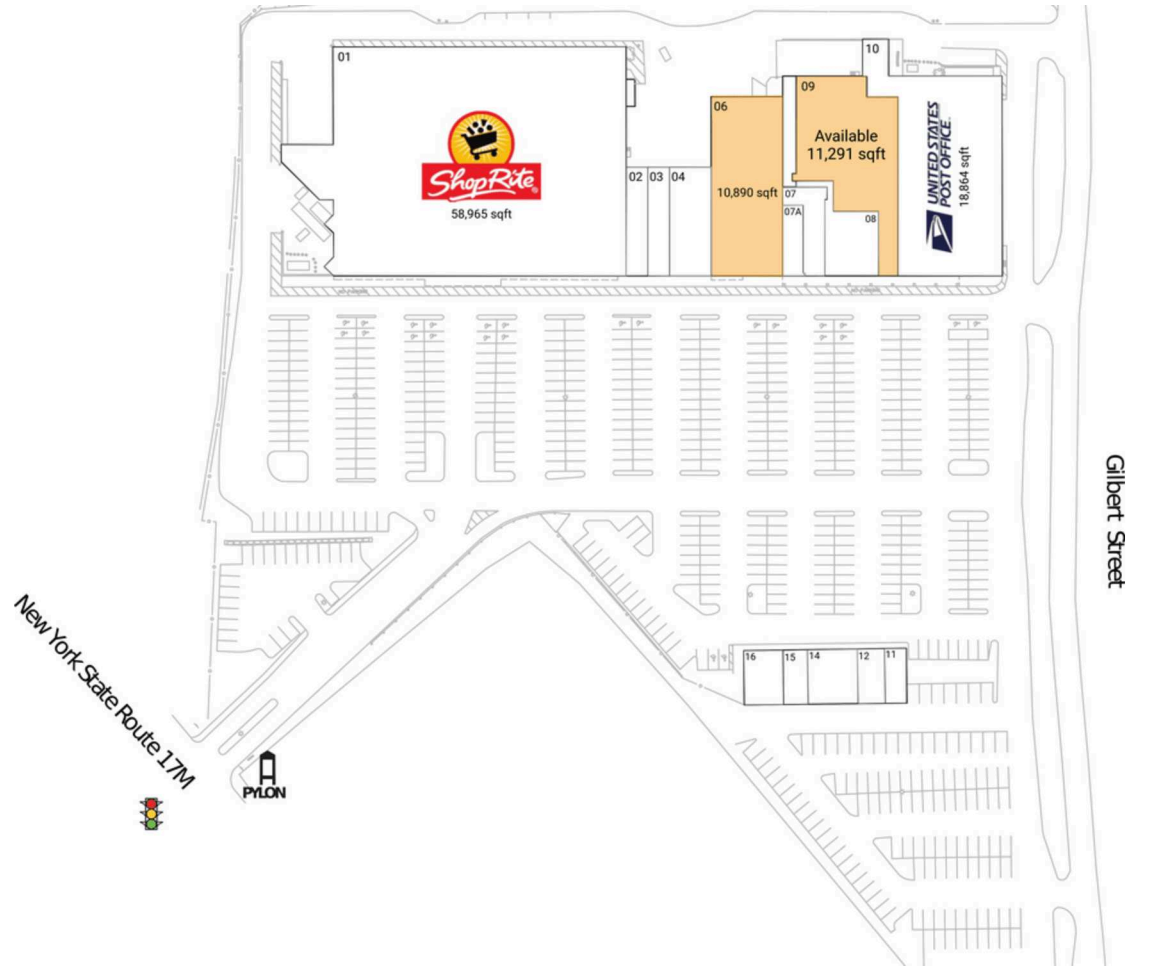 01
10
09
06
Available
11,291 sqft
UNITED STATES
POST OFFICE
18,864 sqft
ShopRite
58,965 sqft
02
03
04
10,890 sqft
07
07A
08
Gilbert Street
New York State Route 17M
16
15
14
12
11
PYLON